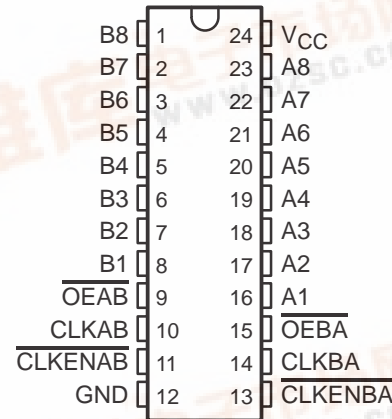 B8 1 24 VCC
B7 2 23 A8
B6 3 22 A7
B5 4 21 A6
B4 5 20 A5
B3 6 19 A4
B2 7 18 A3
B1 8 17 A2
OEAB 9 16 A1
CLKAB 10 15 OEBA
CLKENAB 11 14 CLKBA
GND 12 13 CLKENBA